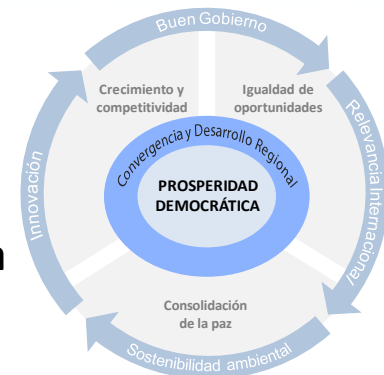 Buen Gobierno
Crecimiento y
competitividad
Igualdad de
oportunidades
Relevancia Internacional
Innovación
Convergencia y Desarrollo Regional
PROSPERIDAD
DEMOCRÁTICA
Consolidación
de la paz
Sostenibilidad ambiental